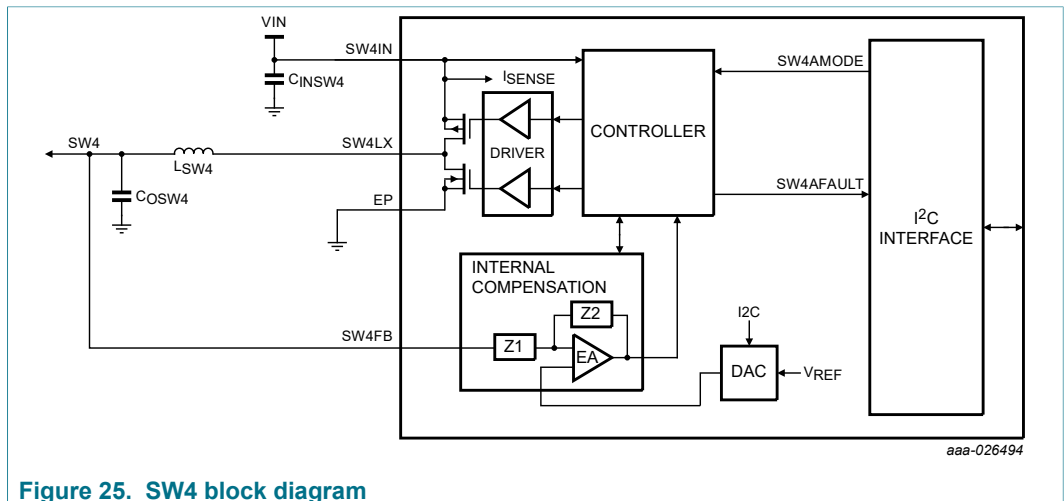 VIN
SW4IN
CINSW4
ISENSE
SW4
LSW4
SW4LX
COSW4
EP
DRIVER
CONTROLLER
SW4AMODE
SW4AFAULT
I2C
INTERFACE
INTERNAL
COMPENSATION
Z2
Z1
EA
SW4FB
I2C
DAC
VREF
aaa-026494
Figure 25. SW4 block diagram